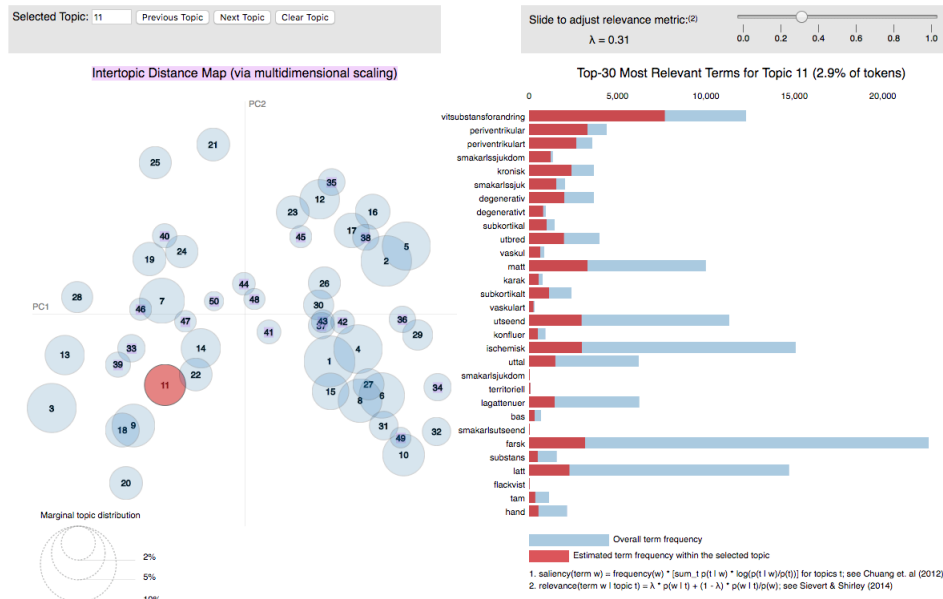 Selected Topic: 11 Previous Topic Next Topic Clear Topic
Slide to adjust relevance metric:(2)
λ = 0.31
0.0 0.2 0.4 0.6 0.8 1.0
Intertopic Distance Map (via multidimensional scaling)
PC2
PC1
21
25
35
12
23
16
17
38
45
5
2
40
24
19
44
26
28
7
50
48
46
30
47
43
42
36
41
29
33
14
4
13
39
1
22
11
27
34
15
8
6
3
9
18
31
32
49
10
20
Marginal topic distribution
2%
5%
10%
Top-30 Most Relevant Terms for Topic 11 (2.9% of tokens)
0 5,000 10,000 15,000 20,000
vitsubstansforandring
periventrikular
periventrikulart
smakarlssjukdom
kronisk
smakarlssjuk
degenerativ
degenerativt
subkortikal
utbred
vaskul
matt
karak
subkortikalt
vaskulart
utseend
konfluer
ischemisk
uttal
smakarlsjukdom
territoriell
lagattenuer
bas
smakarlsutseend
farsk
substans
latt
flackvist
tam
hand
Overall term frequency
Estimated term frequency within the selected topic
1. saliency(term w) = frequency(w) * [sum_t p(t | w) * log(p(t | w)/p(t))] for topics t; see Chuang et. al (2012)
2. relevance(term w | topic t) = λ * p(w | t) + (1 - λ) * p(w | t)/p(w); see Sievert & Shirley (2014)